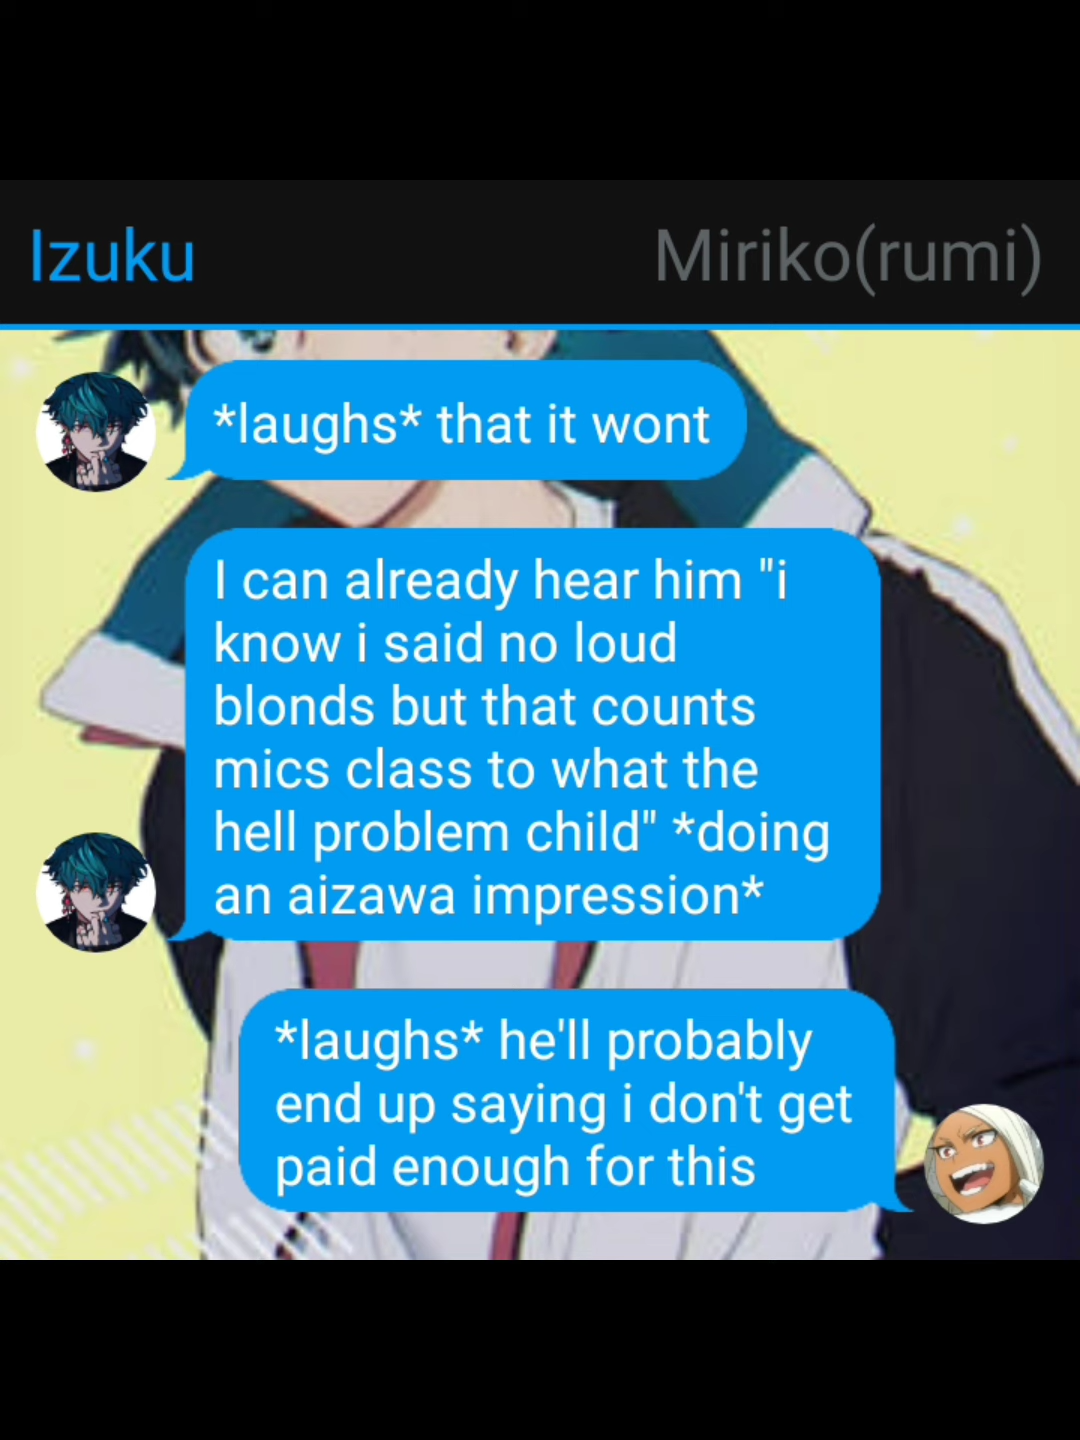 Izuku
Miriko(rumi)
*laughs* that it wont
I can already hear him "i
know i said no loud
blonds but that counts
mics class to what the
hell problem child" *doing
an aizawa impression*
*laughs* he'll probably
end up saying i don't get
paid enough for this